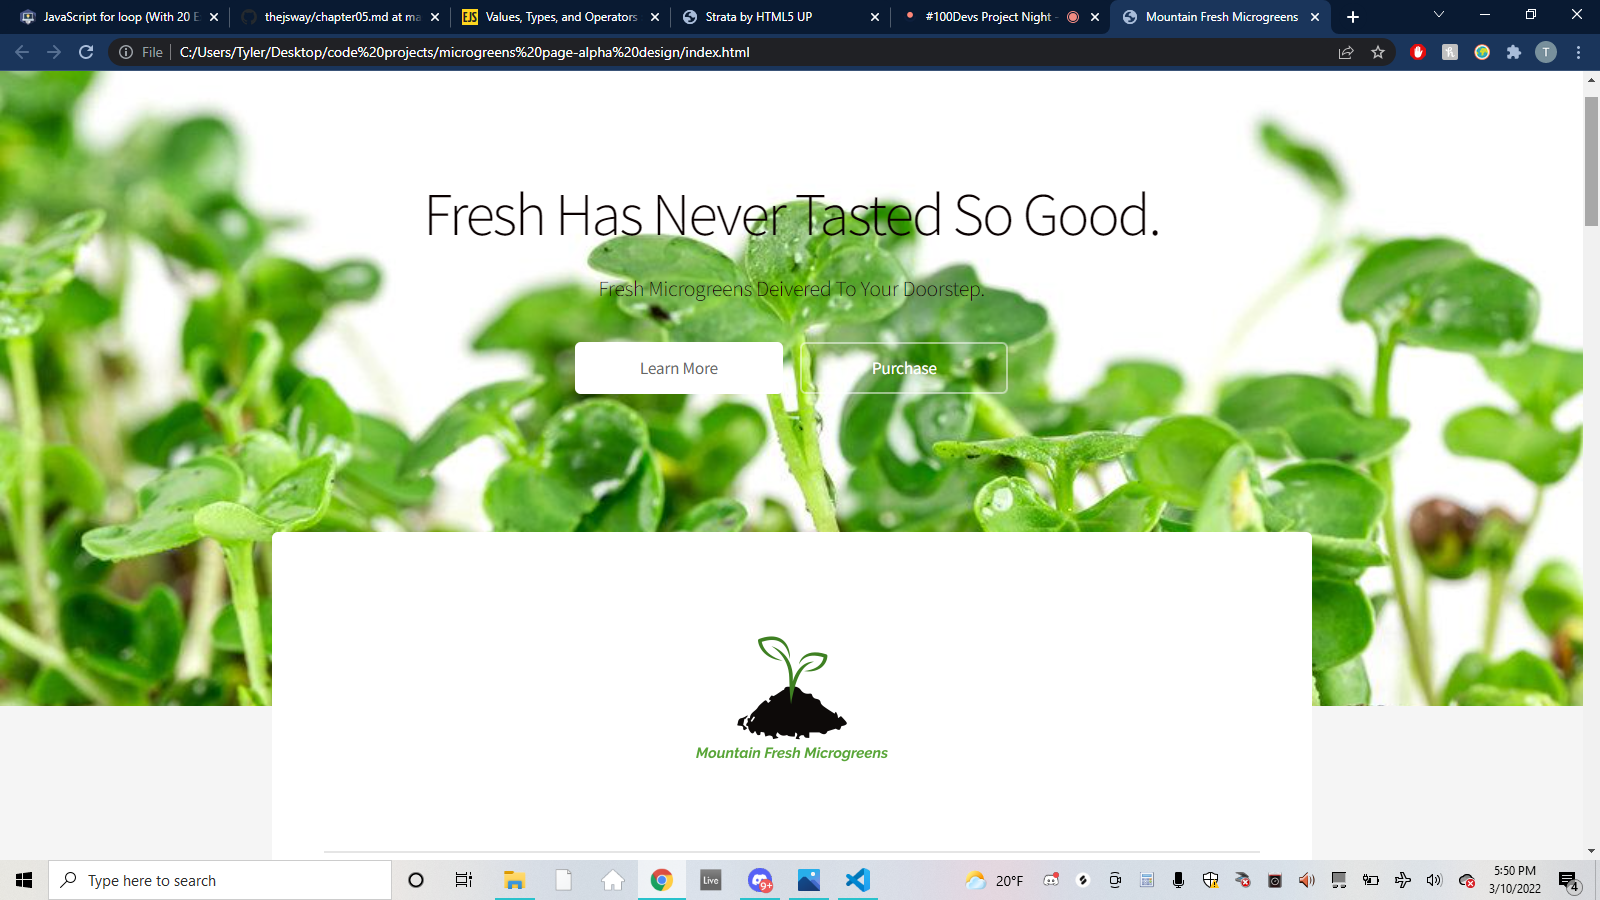 JavaScript for loop (With 20 E
thejsway/chapter05.md at ma
EJS
Values, Types, and Operators
Strata by HTML5 UP
#100Devs Project Night -
Mountain Fresh Microgreens
File
C:/Users/Tyler/Desktop/code%20projects/microgreens%20page-alpha%20design/index.html
T
Fresh Has Never Tasted So Good.
Fresh Microgreens Deivered To Your Doorstep.
Learn More
Purchase
Mountain Fresh Microgreens
Type here to search
Live
9+
20°F
5:50 PM
3/10/2022
4